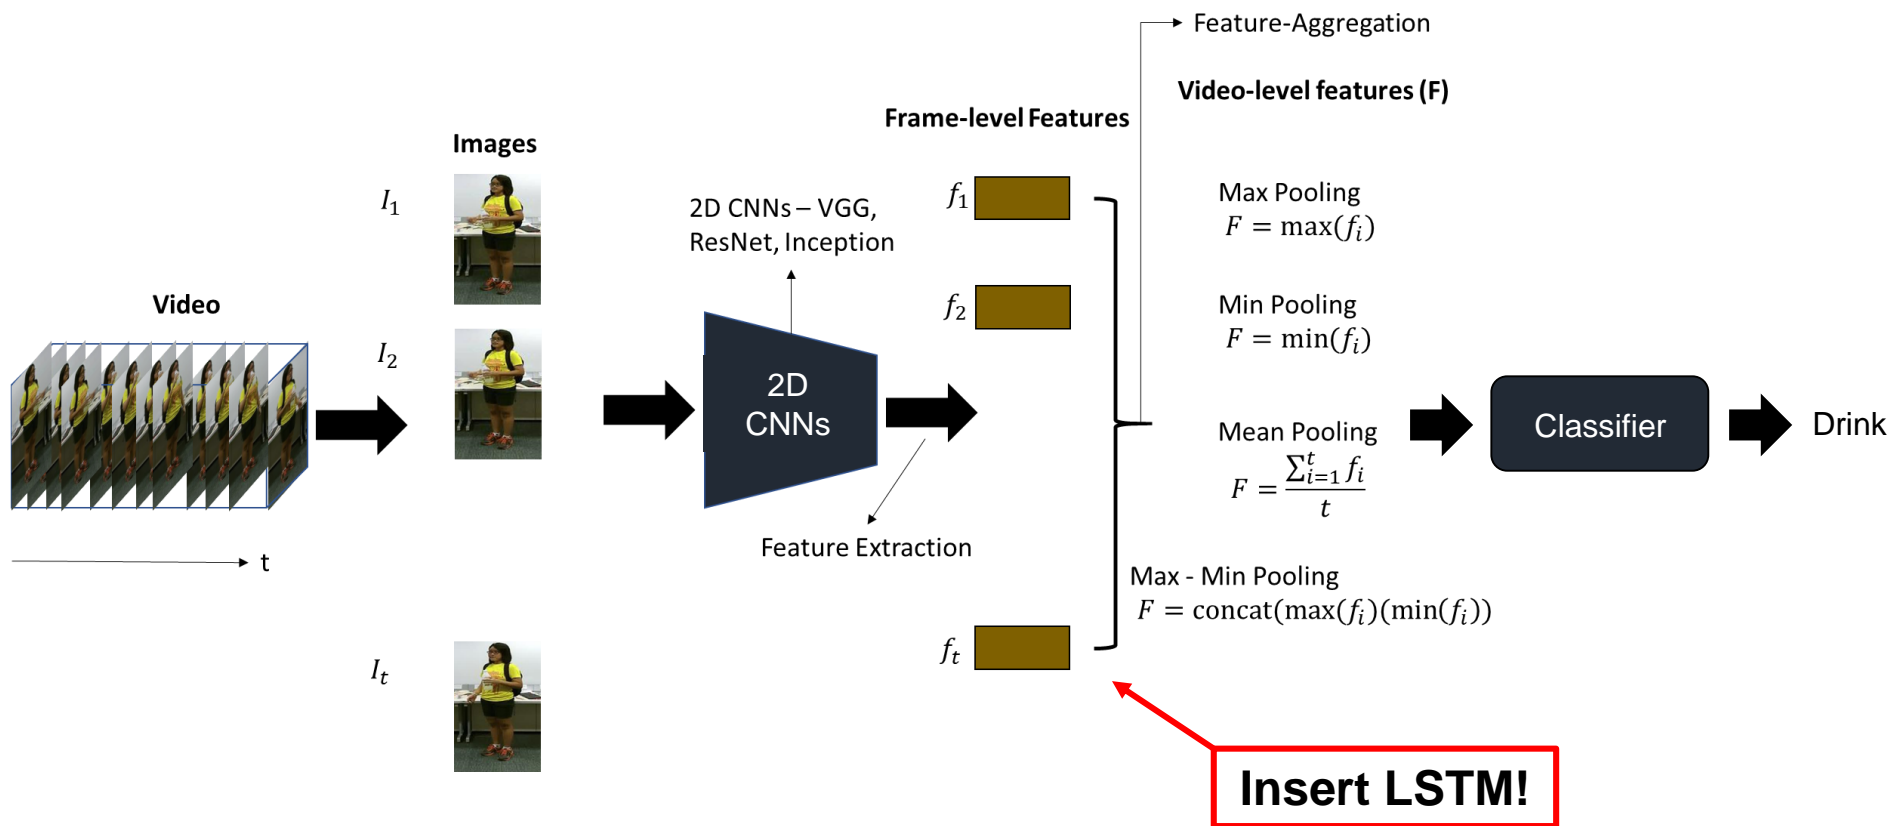 Feature-Aggregation
Video-level features (F)
Frame-level Features
Images
Video
t
I₁
I₂
Iₜ
2D CNNs – VGG,
ResNet, Inception
2D
CNNs
Feature Extraction
f₁
f₂
fₜ
Max Pooling
F = max(fᵢ)
Min Pooling
F = min(fᵢ)
Mean Pooling
F = ∑ᵗᵢ₌₁ fᵢ / t
Max - Min Pooling
F = concat(max(fᵢ)(min(fᵢ))
Classifier
Drink
Insert LSTM!